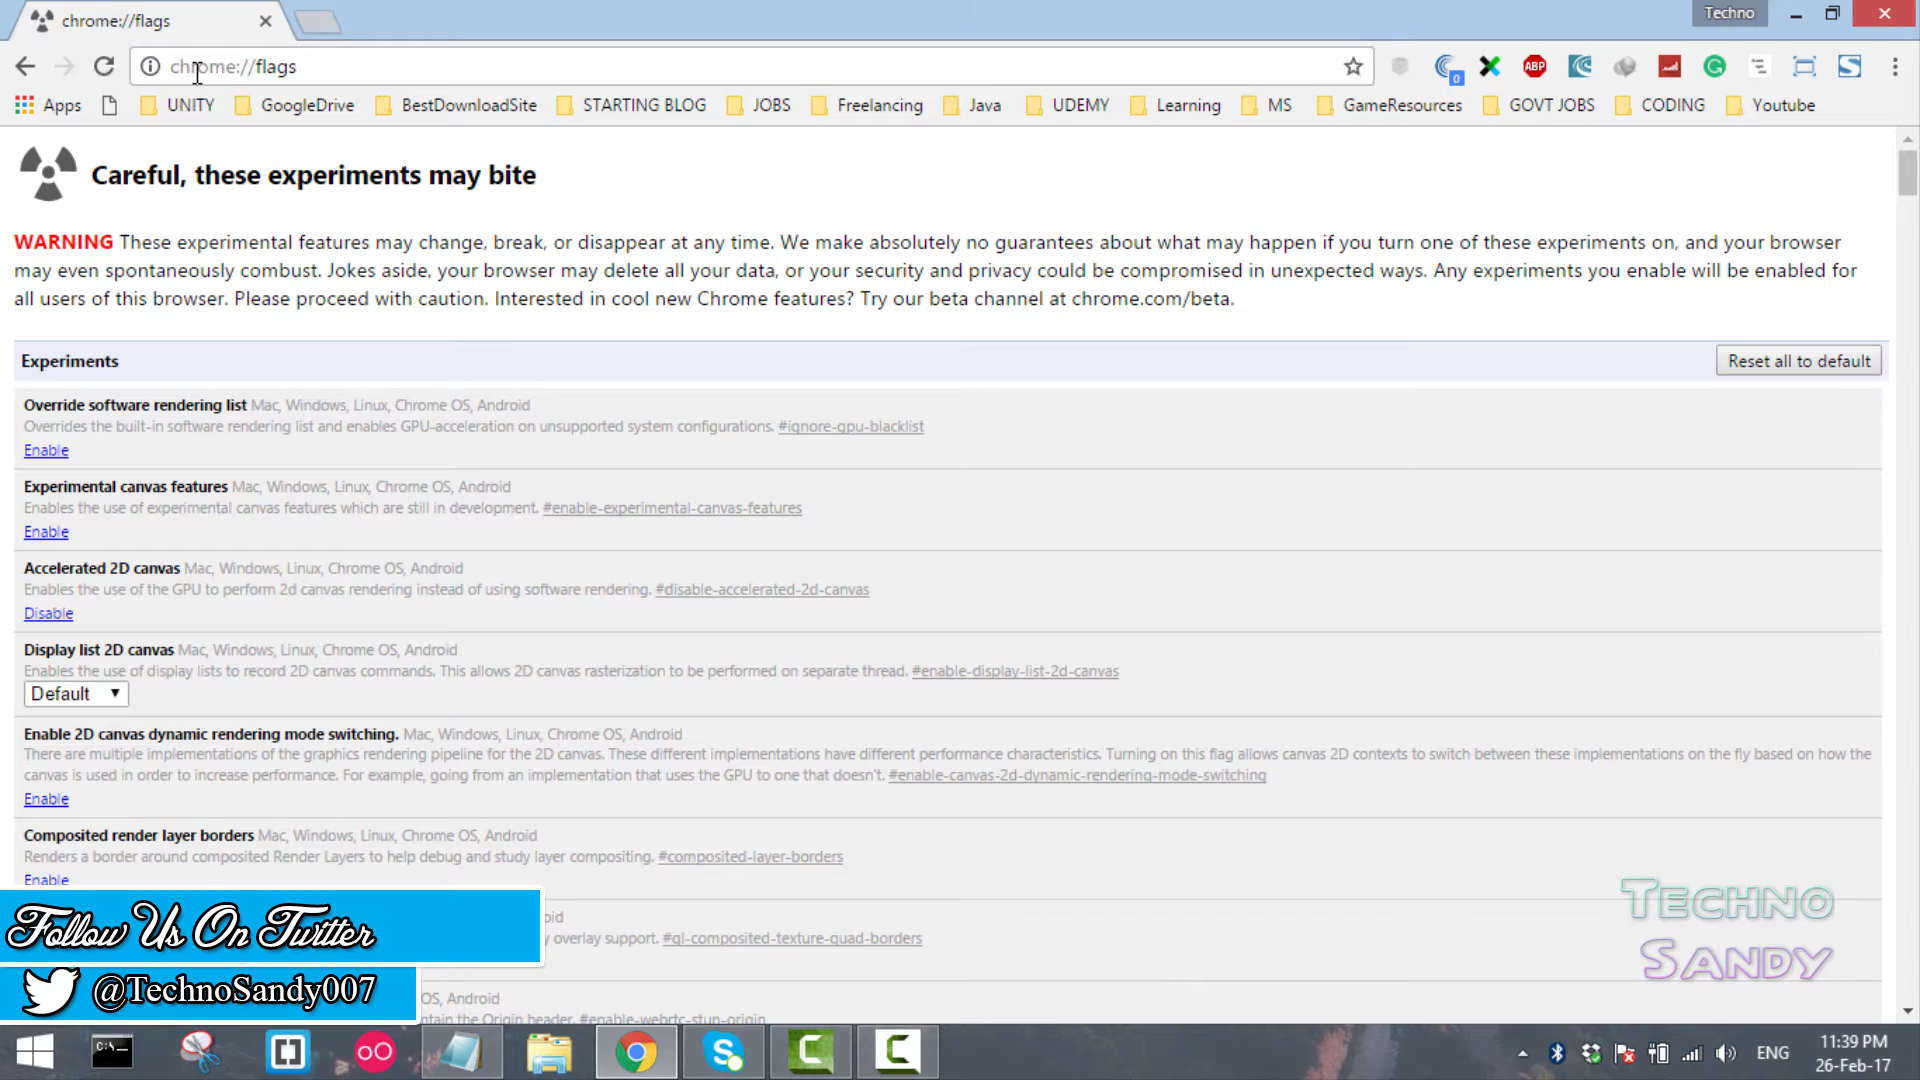 chrome://flags
Techno
chrome://flags
0
ABP
Apps
UNITY
GoogleDrive
BestDownloadSite
STARTING BLOG
JOBS
Freelancing
Java
UDEMY
Learning
MS
GameResources
GOVT JOBS
CODING
Youtube
Careful, these experiments may bite
WARNING These experimental features may change, break, or disappear at any time. We make absolutely no guarantees about what may happen if you turn one of these experiments on, and your browser
may even spontaneously combust. Jokes aside, your browser may delete all your data, or your security and privacy could be compromised in unexpected ways. Any experiments you enable will be enabled for
all users of this browser. Please proceed with caution. Interested in cool new Chrome features? Try our beta channel at chrome.com/beta.
Experiments
Reset all to default
Override software rendering list Mac, Windows, Linux, Chrome OS, Android
Overrides the built-in software rendering list and enables GPU-acceleration on unsupported system configurations. #ignore-gpu-blacklist
Enable
Experimental canvas features Mac, Windows, Linux, Chrome OS, Android
Enables the use of experimental canvas features which are still in development. #enable-experimental-canvas-features
Enable
Accelerated 2D canvas Mac, Windows, Linux, Chrome OS, Android
Enables the use of the GPU to perform 2d canvas rendering instead of using software rendering. #disable-accelerated-2d-canvas
Disable
Display list 2D canvas Mac, Windows, Linux, Chrome OS, Android
Enables the use of display lists to record 2D canvas commands. This allows 2D canvas rasterization to be performed on separate thread. #enable-display-list-2d-canvas
Default
Enable 2D canvas dynamic rendering mode switching. Mac, Windows, Linux, Chrome OS, Android
There are multiple implementations of the graphics rendering pipeline for the 2D canvas. These different implementations have different performance characteristics. Turning on this flag allows canvas 2D contexts to switch between these implementations on the fly based on how the
canvas is used in order to increase performance. For example, going from an implementation that uses the GPU to one that doesn't. #enable-canvas-2d-dynamic-rendering-mode-switching
Enable
Composited render layer borders Mac, Windows, Linux, Chrome OS, Android
Renders a border around composited Render Layers to help debug and study layer compositing. #composited-layer-borders
Enable
overlay support. #gl-composited-texture-quad-borders
OS, Android
the Origin header. #enable-webrtc-stun-origin
Follow Us On Twitter
@TechnoSandy007
TECHNO
SANDY
C:\_
ENG
11:39 PM
26-Feb-17